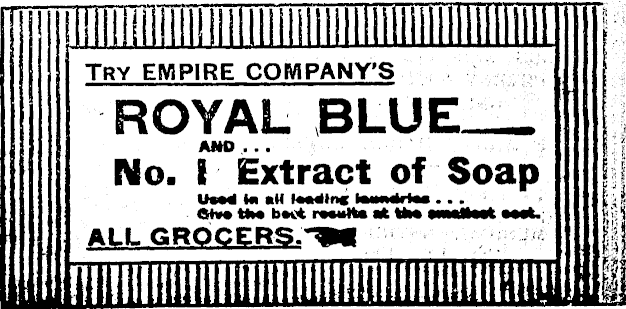 TRY EMPIRE COMPANY'S
ROYAL BLUE
AND ...
No. 1 Extract of Soap
Used in all leading laundries ...
Give the best results at the smallest cost.
ALL GROCERS.